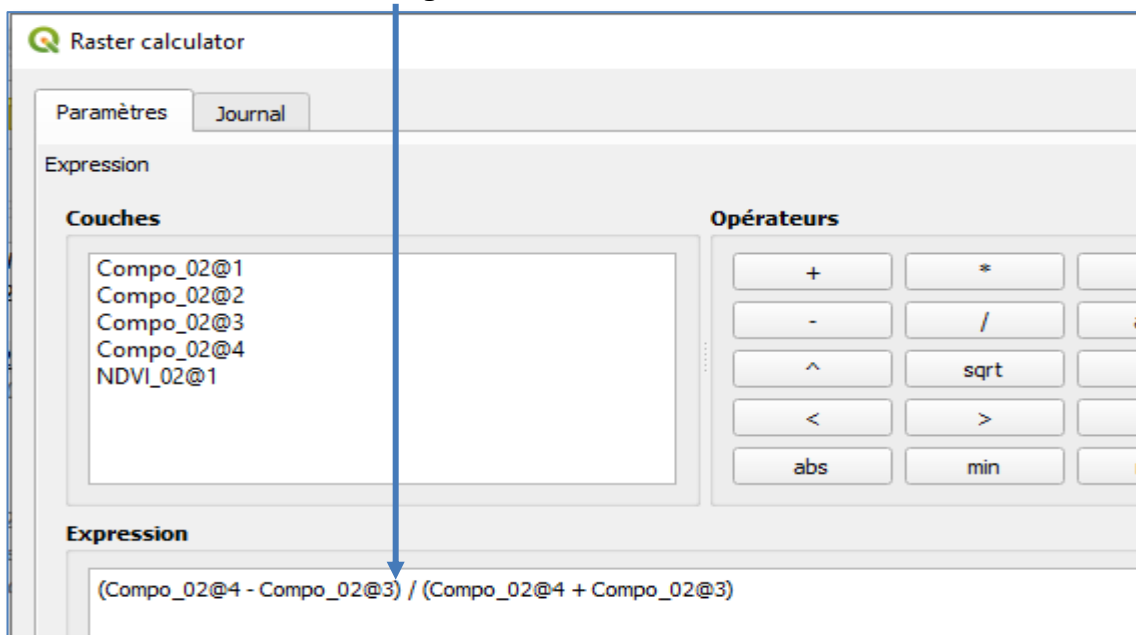 Raster calculator
Paramètres Journal
Expression
Couches Opérateurs
Compo_02@1
Compo_02@2
Compo_02@3
Compo_02@4
NDVI_02@1
+ *
- /
^ sqrt
< >
abs min
Expression
(Compo_02@4 - Compo_02@3) / (Compo_02@4 + Compo_02@3)